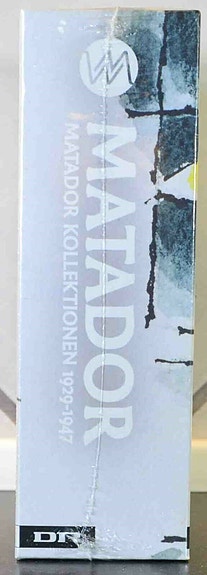 MATADOR
MATADOR KOLLEKTIONEN 1929-1947
DR